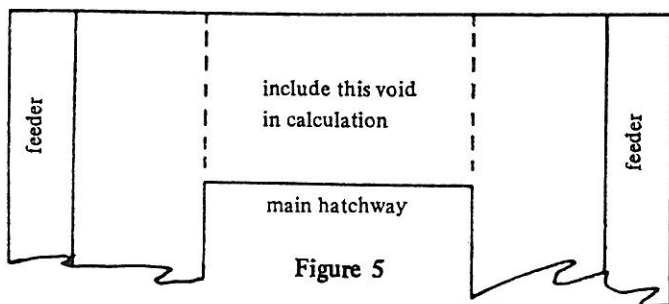 feeder
include this void
in calculation
feeder
main hatchway
Figure 5